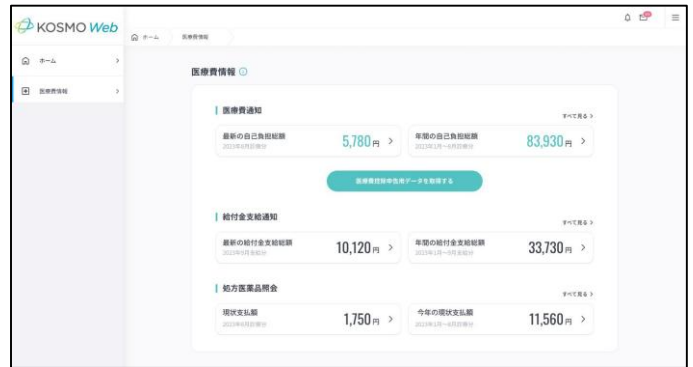 KOSMO Web
ホーム
医療費情報
ホーム
医療費情報
医療費情報
医療費通知
すべて見る
最新の自己負担総額
5,780円
年間の自己負担総額
83,930円
医療費控除申告用データを取得する
給付金支給通知
すべて見る
最新の給付金支給総額
10,120円
年間の給付金支給総額
33,730円
処方医薬品照会
すべて見る
現状支払額
1,750円
今年の現状支払額
11,560円